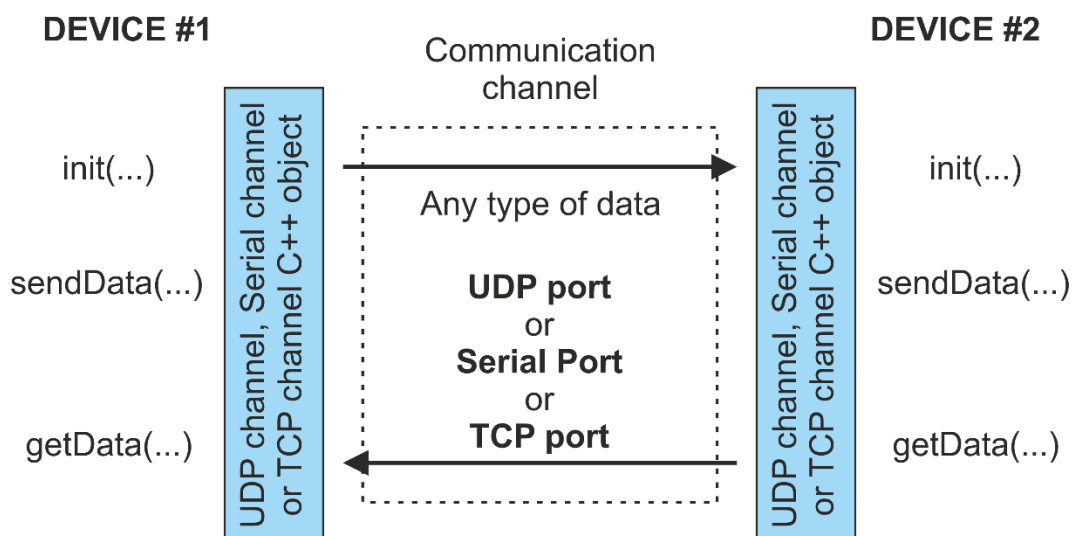 DEVICE #1
DEVICE #2
Communication
channel
init(...)
sendData(...)
getData(...)
UDP channel, Serial channel
or TCP channel C++ object
Any type of data
UDP port
or
Serial Port
or
TCP port
UDP channel, Serial channel
or TCP channel C++ object
init(...)
sendData(...)
getData(...)